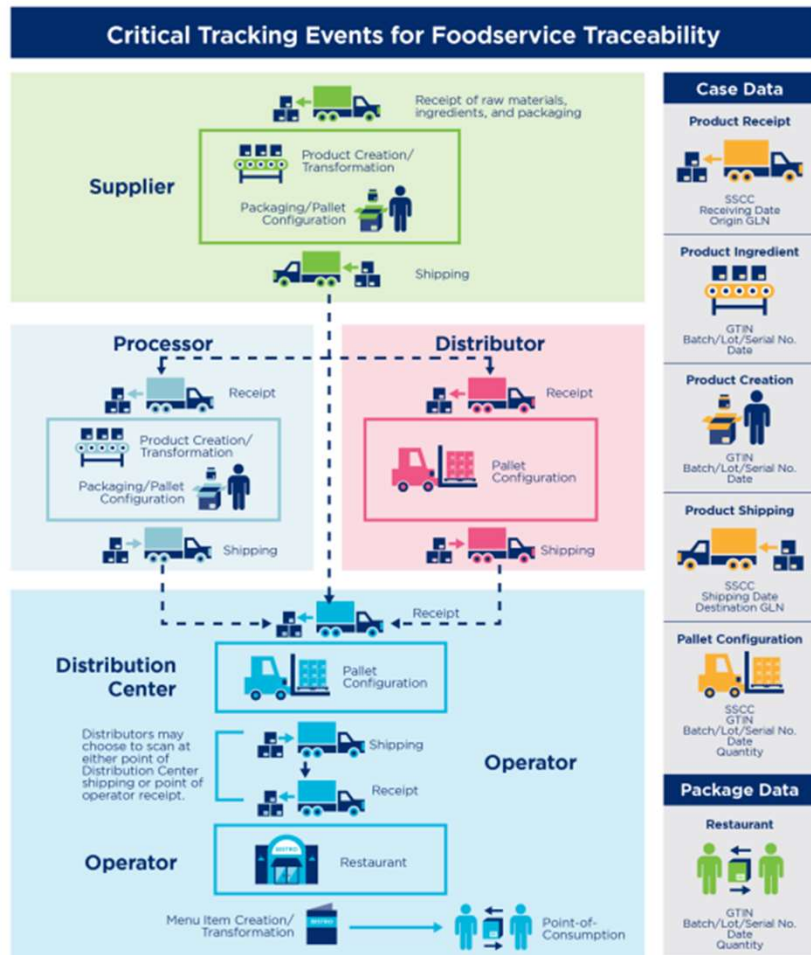 Critical Tracking Events for Foodservice Traceability
Receipt of raw materials,
ingredients, and packaging
Supplier
Product Creation/
Transformation
Packaging/Pallet
Configuration
Shipping
Processor
Receipt
Product Creation/
Transformation
Packaging/Pallet
Configuration
Shipping
Distributor
Receipt
Pallet
Configuration
Shipping
Receipt
Distribution
Center
Pallet
Configuration
Distributors may
choose to scan at
either point of
Distribution Center
shipping or point of
operator receipt.
Shipping
Receipt
Operator
Operator
BISTRO
Restaurant
Menu Item Creation/
Transformation
BISTRO
Point-of-
Consumption
Case Data
Product Receipt
SSCC
Receiving Date
Origin GLN
Product Ingredient
GTIN
Batch/Lot/Serial No.
Date
Product Creation
GTIN
Batch/Lot/Serial No.
Date
Product Shipping
SSCC
Shipping Date
Destination GLN
Pallet Configuration
SSCC
GTIN
Batch/Lot/Serial No.
Date
Quantity
Package Data
Restaurant
GTIN
Batch/Lot/Serial No.
Date
Quantity